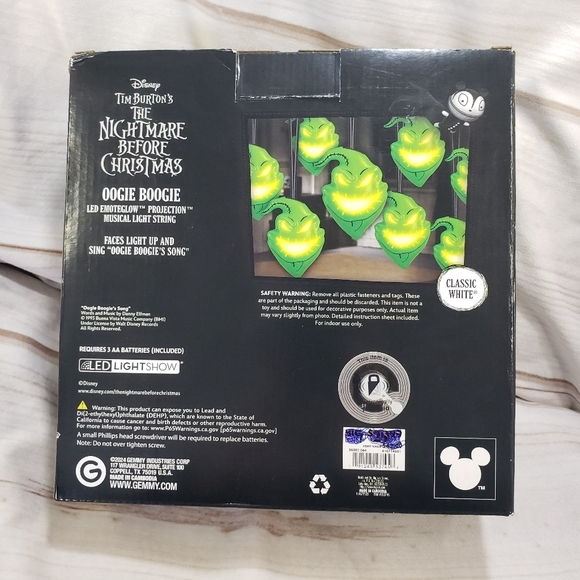 Disney
TIM BURTON'S
THE
NIGHTMARE
BEFORE
CHRISTMAS
OOGIE BOOGIE
LED EMOTEGLOW™ PROJECTION™
MUSICAL LIGHT STRING
FACES LIGHT UP AND
SING "OOGIE BOOGIE'S SONG"
CLASSIC
WHITE™
SAFETY WARNING: Remove all plastic fasteners and tags. These
are part of the packaging and should be discarded. This item is not a
toy and should be used for decorative purposes only. Actual item
may vary slightly from photo. Detailed instruction sheet included.
For indoor use only.
"Oogie Boogie's Song"
Words and Music by Danny Elfman
© 1993 Buena Vista Music Company (BMI)
Under License by Walt Disney Records
All Rights Reserved.
REQUIRES 3 AA BATTERIES (INCLUDED)
LED LIGHTSHOW™
©Disney
www.disney.com/thenightmarebeforechristmas
Warning: This product can expose you to Lead and
Di(2-ethylhexyl)phthalate (DEHP), which are known to the State of
California to cause cancer and birth defects or other reproductive harm.
For more information go to: www.P65Warnings.ca.gov [p65warnings.ca.gov]
A small Phillips head screwdriver will be required to replace batteries.
Note: Do not over tighten screw.
This item is
G
©2024 GEMMY INDUSTRIES CORP
117 WRANGLER DRIVE, SUITE 100
COPPELL, TX 75019 U.S.A.
MADE IN CAMBODIA
WWW.GEMMY.COM
MADE IN CAMBODIA
TM